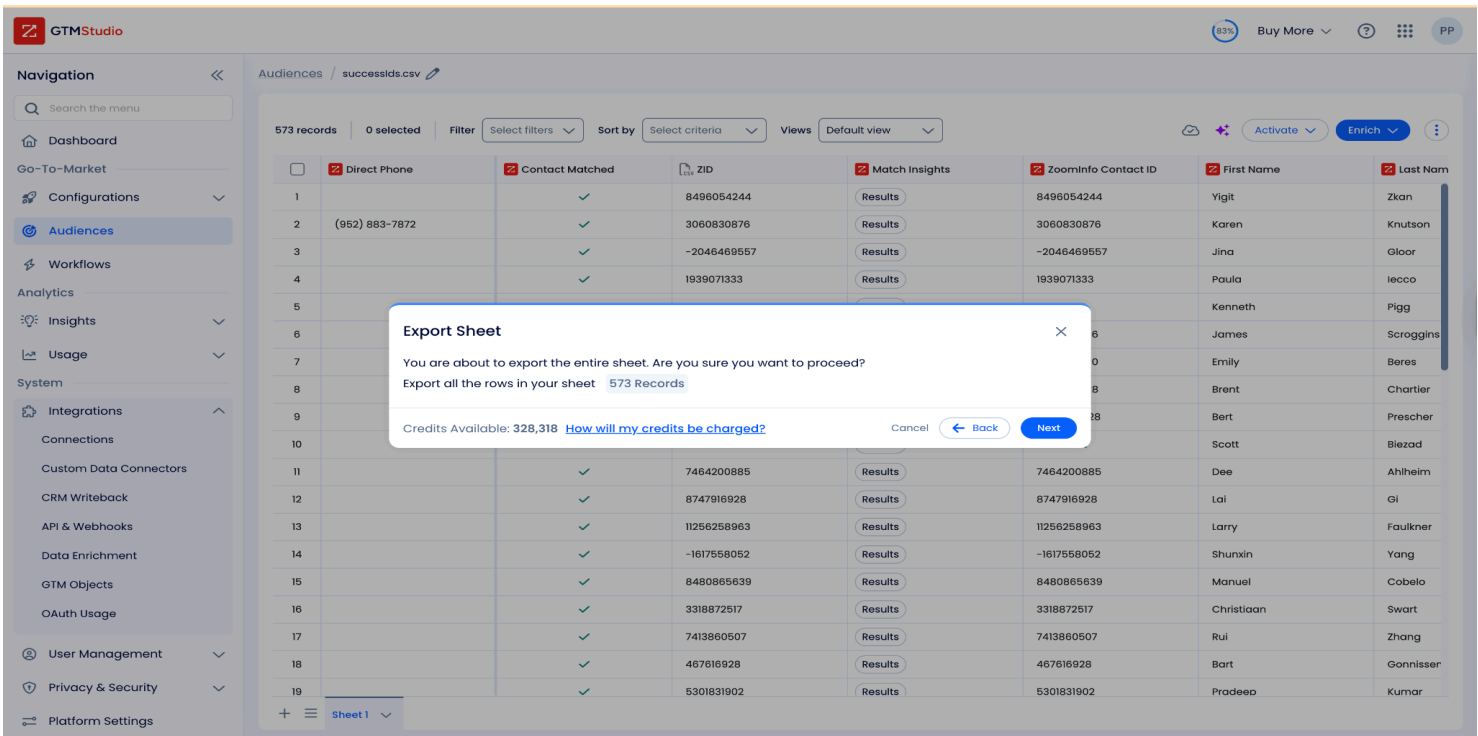 GTMStudio
83%
Buy More
PP
Navigation
Search the menu
Dashboard
Go-To-Market
Configurations
Audiences
Workflows
Analytics
Insights
Usage
System
Integrations
Connections
Custom Data Connectors
CRM Writeback
API & Webhooks
Data Enrichment
GTM Objects
OAuth Usage
User Management
Privacy & Security
Platform Settings
Audiences / successIds.csv
573 records 0 selected Filter Select filters Sort by Select criteria Views Default view Activate Enrich
Direct Phone Contact Matched ZID Match Insights ZoomInfo Contact ID First Name Last Nam
1 8496054244 Results 8496054244 Yigit Zkan
2 (952) 883-7872 3060830876 Results 3060830876 Karen Knutson
3 -2046469557 Results -2046469557 Jina Gloor
4 1939071333 Results 1939071333 Paula Iecco
5 Kenneth Pigg
6 6 James Scroggins
7 0 Emily Beres
8 8 Brent Chartier
9 28 Bert Prescher
10 Scott Biezad
11 7464200885 Results 7464200885 Dee Ahlheim
12 8747916928 Results 8747916928 Lai Gi
13 11256258963 Results 11256258963 Larry Faulkner
14 -1617558052 Results -1617558052 Shunxin Yang
15 8480865639 Results 8480865639 Manuel Cobelo
16 3318872517 Results 3318872517 Christiaan Swart
17 7413860507 Results 7413860507 Rui Zhang
18 467616928 Results 467616928 Bart Gonnissen
19 5301831902 Results 5301831902 Pradeep Kumar
Sheet 1
Export Sheet
You are about to export the entire sheet. Are you sure you want to proceed?
Export all the rows in your sheet 573 Records
Credits Available: 328,318 How will my credits be charged? Cancel Back Next